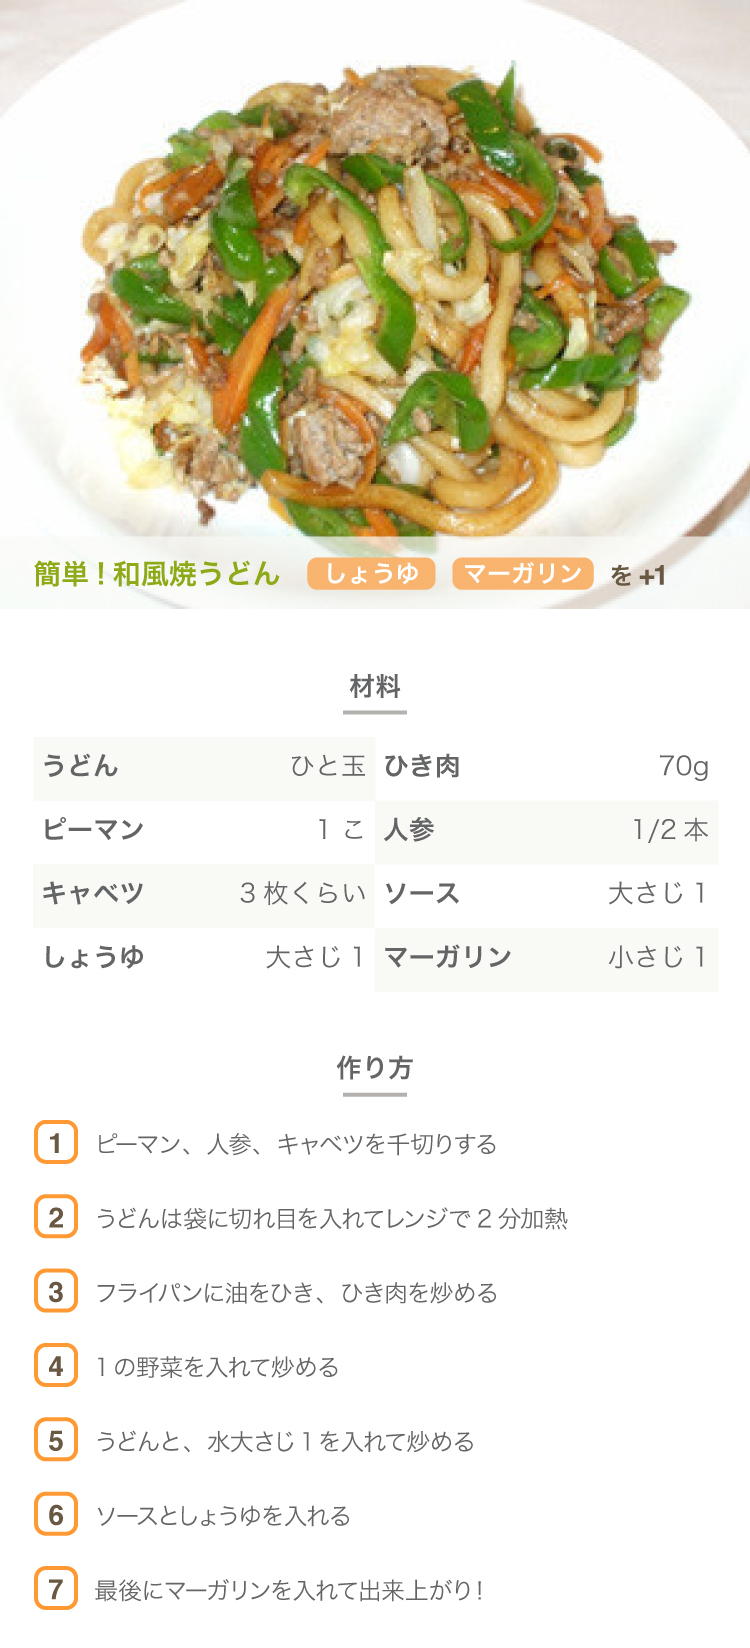 簡単！和風焼うどん しょうゆ マーガリン を +1
材料
うどん ひと玉 ひき肉 70g
ピーマン 1 こ 人参 1/2 本
キャベツ 3 枚くらい ソース 大さじ 1
しょうゆ 大さじ 1 マーガリン 小さじ 1
作り方
1 ピーマン、人参、キャベツを千切りする
2 うどんは袋に切れ目を入れてレンジで 2 分加熱
3 フライパンに油をひき、ひき肉を炒める
4 1 の野菜を入れて炒める
5 うどんと、水大さじ 1 を入れて炒める
6 ソースとしょうゆを入れる
7 最後にマーガリンを入れて出来上がり！